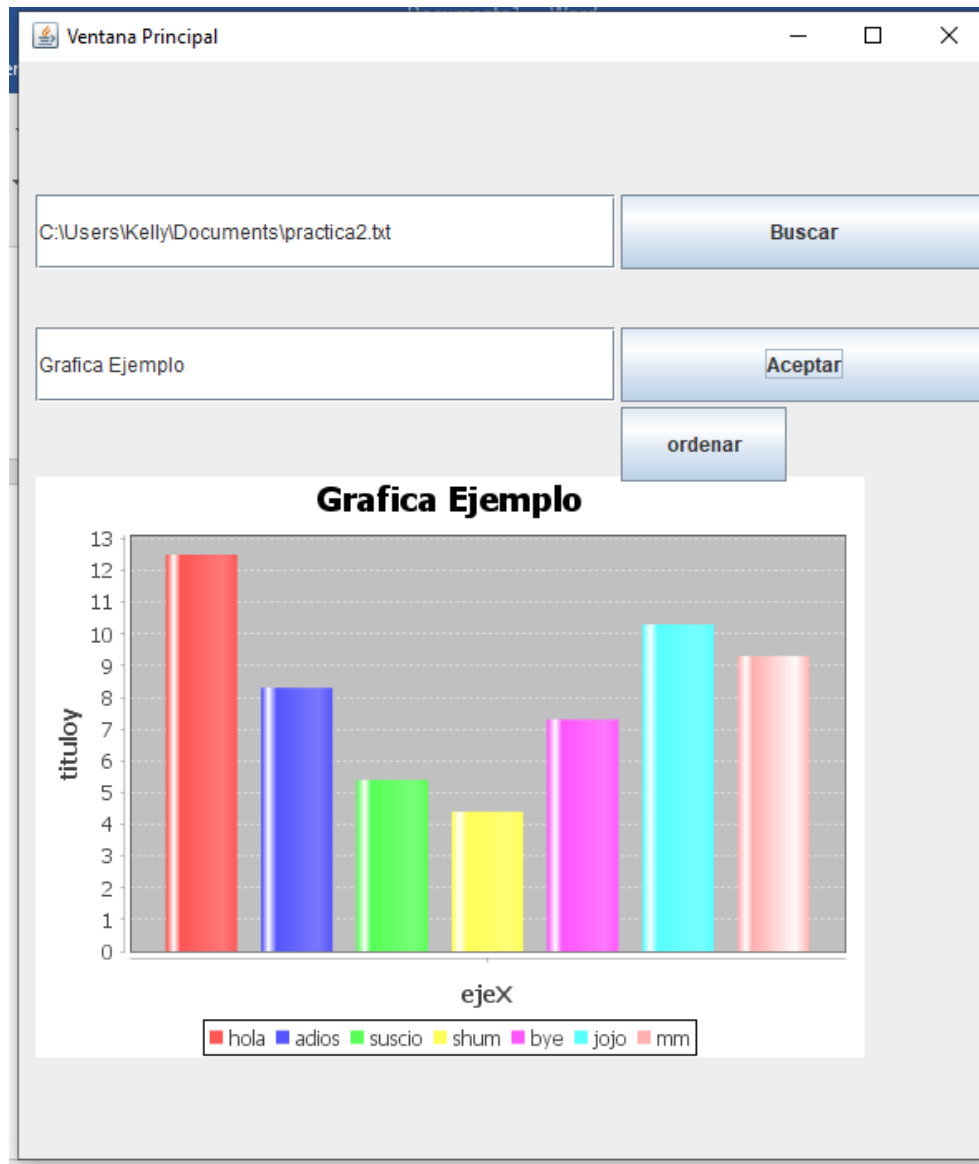 Ventana Principal
C:\Users\Kelly\Documents\practica2.txt
Buscar
Grafica Ejemplo
Aceptar
ordenar
Grafica Ejemplo
13
12
11
10
9
8
7
6
5
4
3
2
1
0
tituloy
ejeX
hola adios suscio shum bye jojo mm